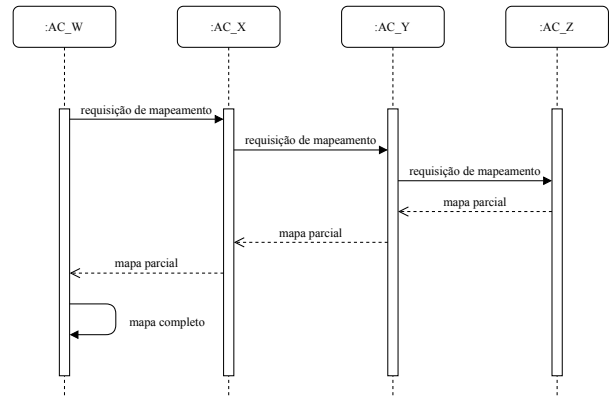 :AC_W
:AC_X
:AC_Y
:AC_Z
requisição de mapeamento
requisição de mapeamento
requisição de mapeamento
mapa parcial
mapa parcial
mapa parcial
mapa completo